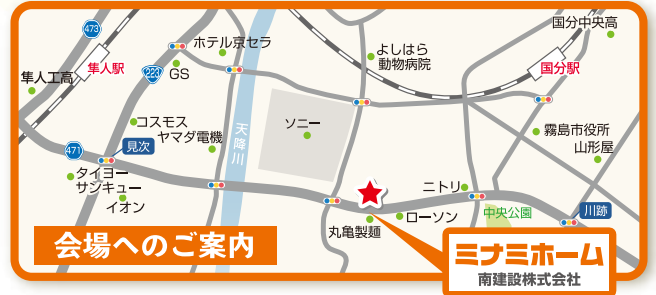 473
ホテル京セラ
国分中央高
よしはら
動物病院
隼人駅
隼人工高
223
GS
国分駅
コスモス
ヤマダ電機
ソニー
天降川
霧島市役所
山形屋
471
見次
タイヨー
サンキュー
イオン
ニトリ
ローソン
中央公園
川跡
丸亀製麺
会場へのご案内
ミナミホーム
南建設株式会社